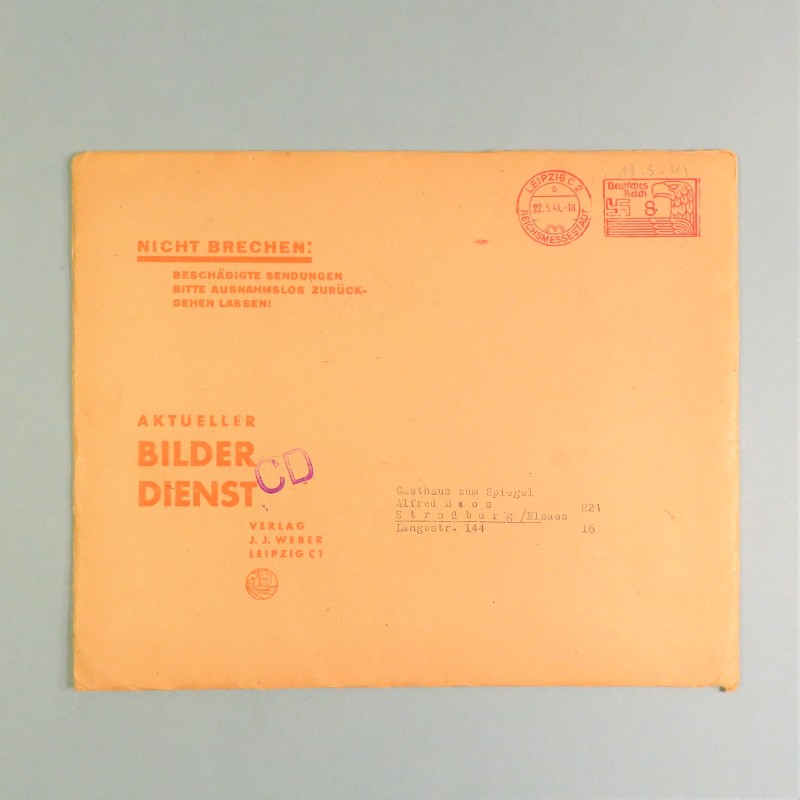 19.5.41
LEIPZIG C 2
22.5.41.-18
REICHSMESSESTADT
Deutsches
Reich
8
NICHT BRECHEN!
BESCHÄDIGTE SENDUNGEN
BITTE AUSNAHMSLOS ZURÜCK-
GEHEN LASSEN!
AKTUELLER
BILDER
DIENST
CD
VERLAG
J. J. WEBER
LEIPZIG C1
Gasthaus zum Spiegel
Alfred B o o s
S t r a ß b u r g /Elsass 821
Langestr. 144 16